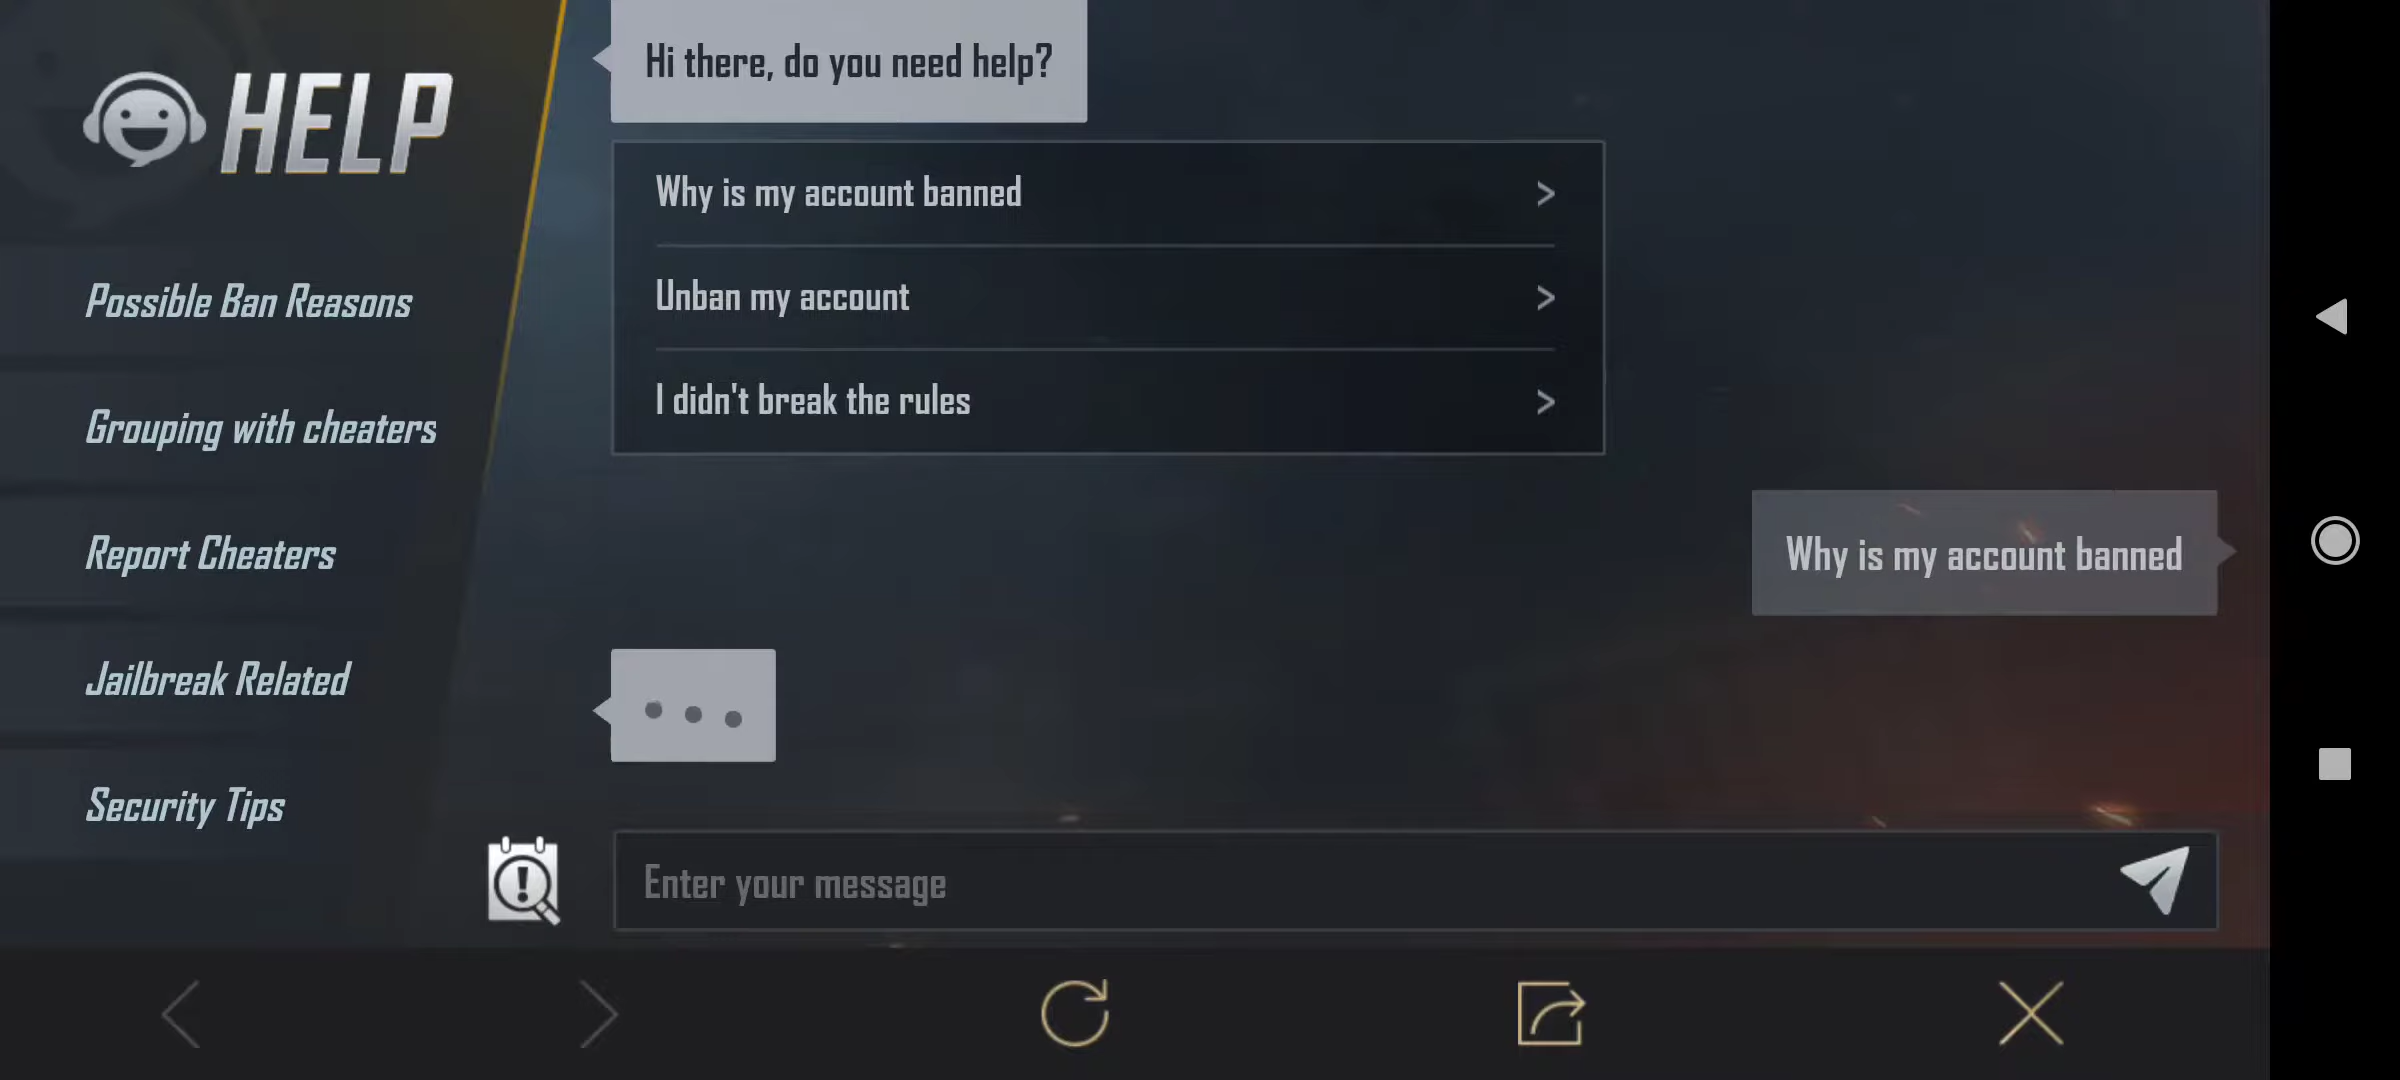 HELP
Possible Ban Reasons
Grouping with cheaters
Report Cheaters
Jailbreak Related
Security Tips
Hi there, do you need help?
Why is my account banned
Unban my account
I didn't break the rules
Why is my account banned
Enter your message